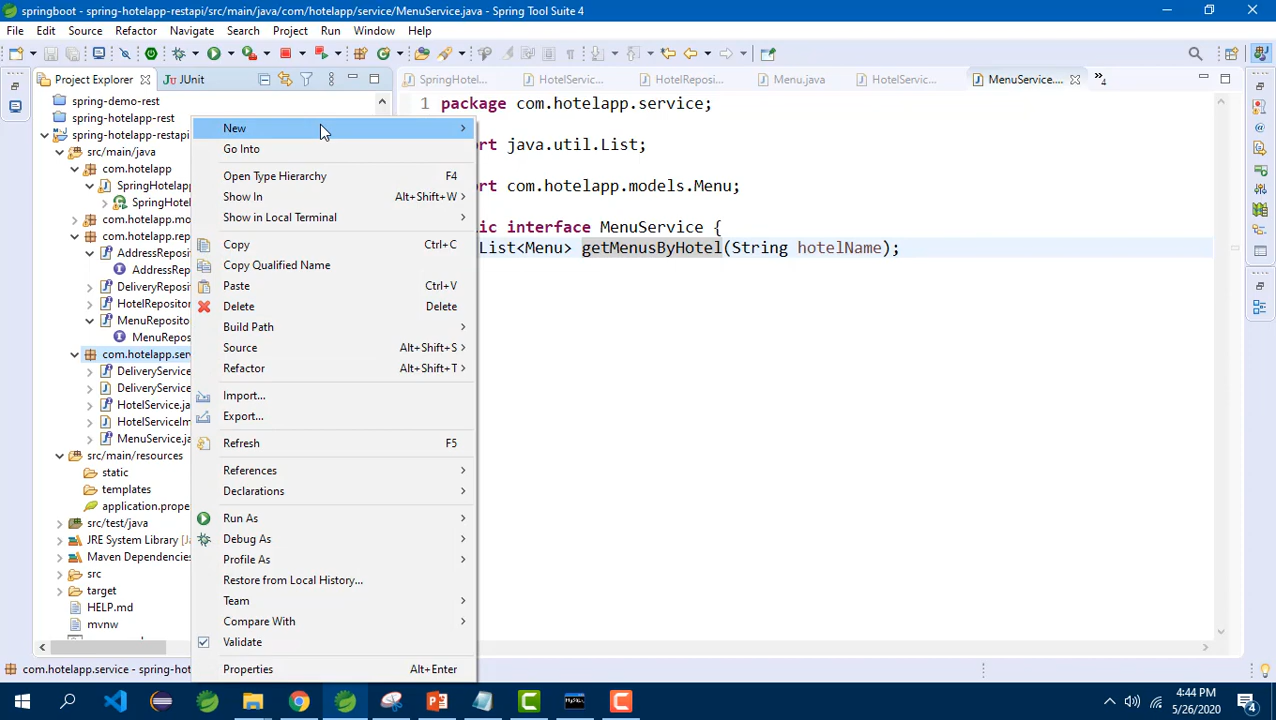 springboot - spring-hotelapp-restapi/src/main/java/com/hotelapp/service/MenuService.java - Spring Tool Suite 4
File Edit Source Refactor Navigate Search Project Run Window Help
Project Explorer JUnit
SpringHotel... HotelServic... HotelReposi... Menu.java HotelServic... MenuService....
spring-demo-rest
spring-hotelapp-rest
spring-hotelapp-restapi
src/main/java
com.hotelapp
SpringHotelapp
SpringHotel
com.hotelapp.mo
com.hotelapp.rep
AddressReposito
AddressRepo
DeliveryReposit
HotelRepositor
MenuReposito
MenuRepos
com.hotelapp.serv
DeliveryService
DeliveryService
HotelService.ja
HotelServiceIm
MenuService.j
src/main/resources
static
templates
application.prope
src/test/java
JRE System Library [Ja
Maven Dependencies
src
target
HELP.md
mvnw
New
Go Into
Open Type Hierarchy F4
Show In Alt+Shift+W
Show in Local Terminal
Copy Ctrl+C
Copy Qualified Name
Paste Ctrl+V
Delete Delete
Build Path
Source Alt+Shift+S
Refactor Alt+Shift+T
Import...
Export...
Refresh F5
References
Declarations
Run As
Debug As
Profile As
Restore from Local History...
Team
Compare With
Validate
Properties Alt+Enter
1 package com.hotelapp.service;
ort java.util.List;
ort com.hotelapp.models.Menu;
ic interface MenuService {
List<Menu> getMenusByHotel(String hotelName);
com.hotelapp.service - spring-hot
4:44 PM
5/26/2020
4